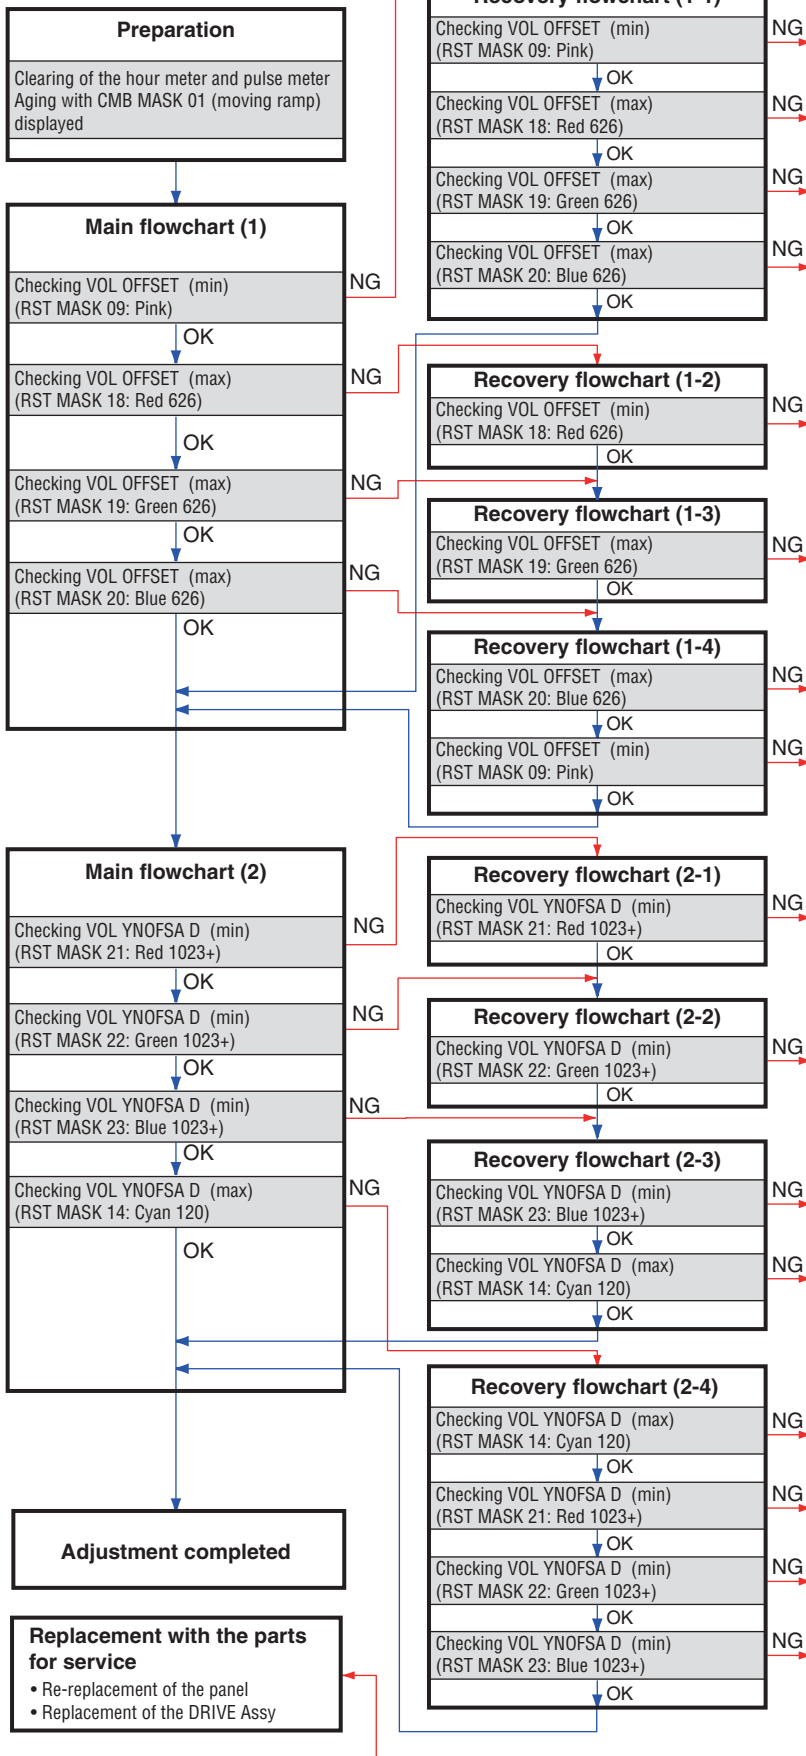 Preparation
Clearing of the hour meter and pulse meter
Aging with CMB MASK 01 (moving ramp)
displayed
Main flowchart (1)
Checking VOL OFFSET (min)
(RST MASK 09: Pink)
NG
OK
Checking VOL OFFSET (max)
(RST MASK 18: Red 626)
NG
OK
Checking VOL OFFSET (max)
(RST MASK 19: Green 626)
NG
OK
Checking VOL OFFSET (max)
(RST MASK 20: Blue 626)
NG
OK
Main flowchart (2)
Checking VOL YNOFSA D (min)
(RST MASK 21: Red 1023+)
NG
OK
Checking VOL YNOFSA D (min)
(RST MASK 22: Green 1023+)
NG
OK
Checking VOL YNOFSA D (min)
(RST MASK 23: Blue 1023+)
NG
OK
Checking VOL YNOFSA D (max)
(RST MASK 14: Cyan 120)
NG
OK
Adjustment completed
Replacement with the parts
for service
• Re-replacement of the panel
• Replacement of the DRIVE Assy
Recovery flowchart (1-1)
Checking VOL OFFSET (min)
(RST MASK 09: Pink)
NG
OK
Checking VOL OFFSET (max)
(RST MASK 18: Red 626)
NG
OK
Checking VOL OFFSET (max)
(RST MASK 19: Green 626)
NG
OK
Checking VOL OFFSET (max)
(RST MASK 20: Blue 626)
NG
OK
Recovery flowchart (1-2)
Checking VOL OFFSET (min)
(RST MASK 18: Red 626)
NG
OK
Recovery flowchart (1-3)
Checking VOL OFFSET (max)
(RST MASK 19: Green 626)
NG
OK
Recovery flowchart (1-4)
Checking VOL OFFSET (max)
(RST MASK 20: Blue 626)
NG
OK
Checking VOL OFFSET (min)
(RST MASK 09: Pink)
NG
OK
Recovery flowchart (2-1)
Checking VOL YNOFSA D (min)
(RST MASK 21: Red 1023+)
NG
OK
Recovery flowchart (2-2)
Checking VOL YNOFSA D (min)
(RST MASK 22: Green 1023+)
NG
OK
Recovery flowchart (2-3)
Checking VOL YNOFSA D (min)
(RST MASK 23: Blue 1023+)
NG
OK
Checking VOL YNOFSA D (max)
(RST MASK 14: Cyan 120)
NG
OK
Recovery flowchart (2-4)
Checking VOL YNOFSA D (max)
(RST MASK 14: Cyan 120)
NG
OK
Checking VOL YNOFSA D (min)
(RST MASK 21: Red 1023+)
NG
OK
Checking VOL YNOFSA D (min)
(RST MASK 22: Green 1023+)
NG
OK
Checking VOL YNOFSA D (min)
(RST MASK 23: Blue 1023+)
NG
OK